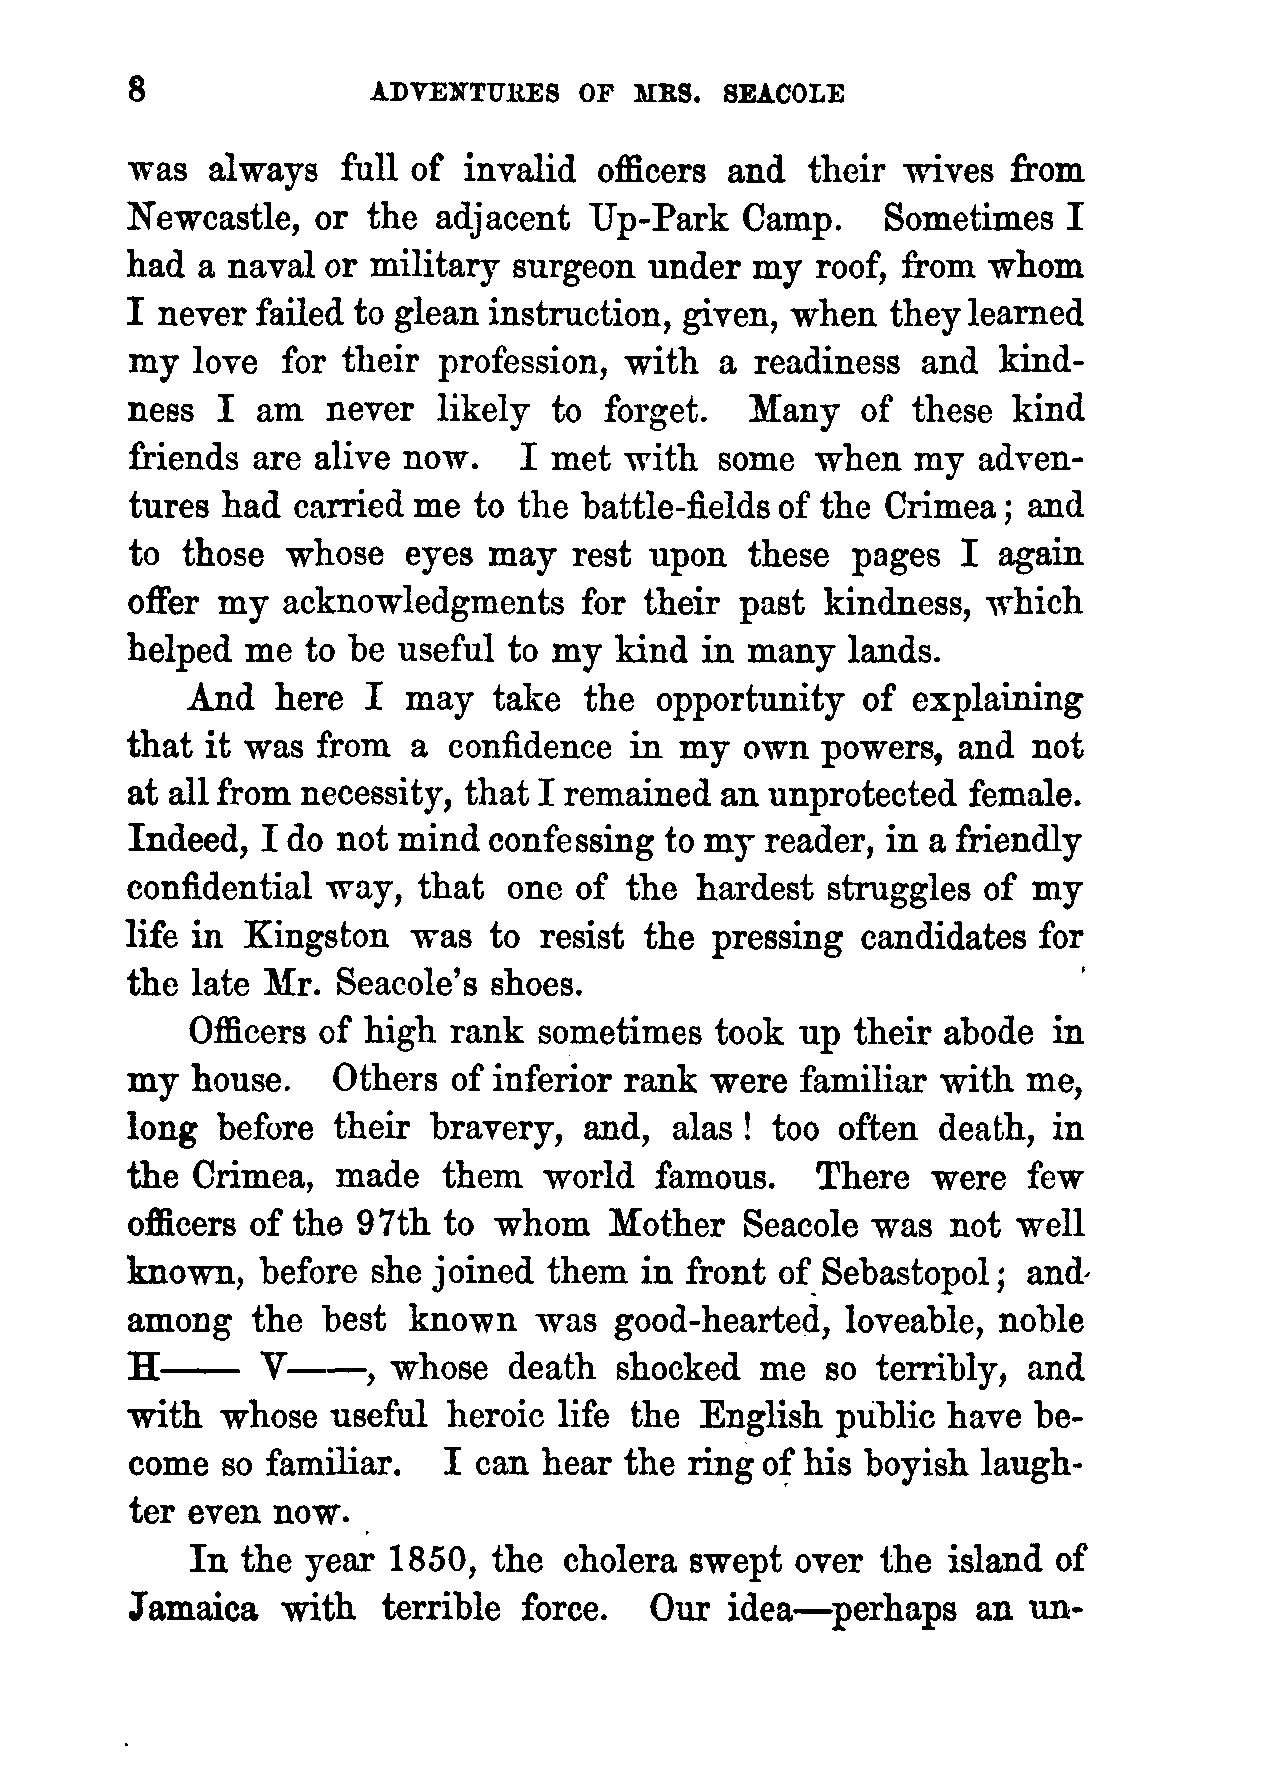 8 ADVENTURES OF MRS. SEACOLE
was always full of invalid officers and their wives from
Newcastle, or the adjacent Up-Park Camp. Sometimes I
had a naval or military surgeon under my roof, from whom
I never failed to glean instruction, given, when they learned
my love for their profession, with a readiness and kind-
ness I am never likely to forget. Many of these kind
friends are alive now. I met with some when my adven-
tures had carried me to the battle-fields of the Crimea; and
to those whose eyes may rest upon these pages I again
offer my acknowledgments for their past kindness, which
helped me to be useful to my kind in many lands.
And here I may take the opportunity of explaining
that it was from a confidence in my own powers, and not
at all from necessity, that I remained an unprotected female.
Indeed, I do not mind confessing to my reader, in a friendly
confidential way, that one of the hardest struggles of my
life in Kingston was to resist the pressing candidates for
the late Mr. Seacole's shoes.
Officers of high rank sometimes took up their abode in
my house. Others of inferior rank were familiar with me,
long before their bravery, and, alas! too often death, in
the Crimea, made them world famous. There were few
officers of the 97th to whom Mother Seacole was not well
known, before she joined them in front of Sebastopol; and
among the best known was good-hearted, loveable, noble
H—— V——, whose death shocked me so terribly, and
with whose useful heroic life the English public have be-
come so familiar. I can hear the ring of his boyish laugh-
ter even now.
In the year 1850, the cholera swept over the island of
Jamaica with terrible force. Our idea—perhaps an un-